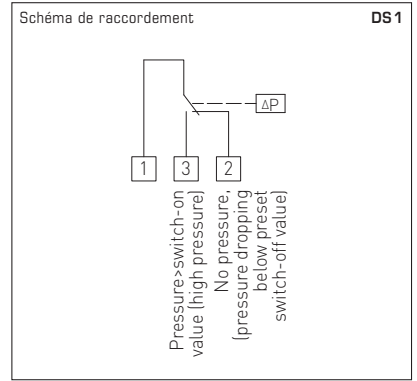 Schéma de raccordement DS1
ΔP
1 3 2
Pressure>switch-on
value (high pressure)
No pressure,
(pressure dropping
below preset
switch-off value)